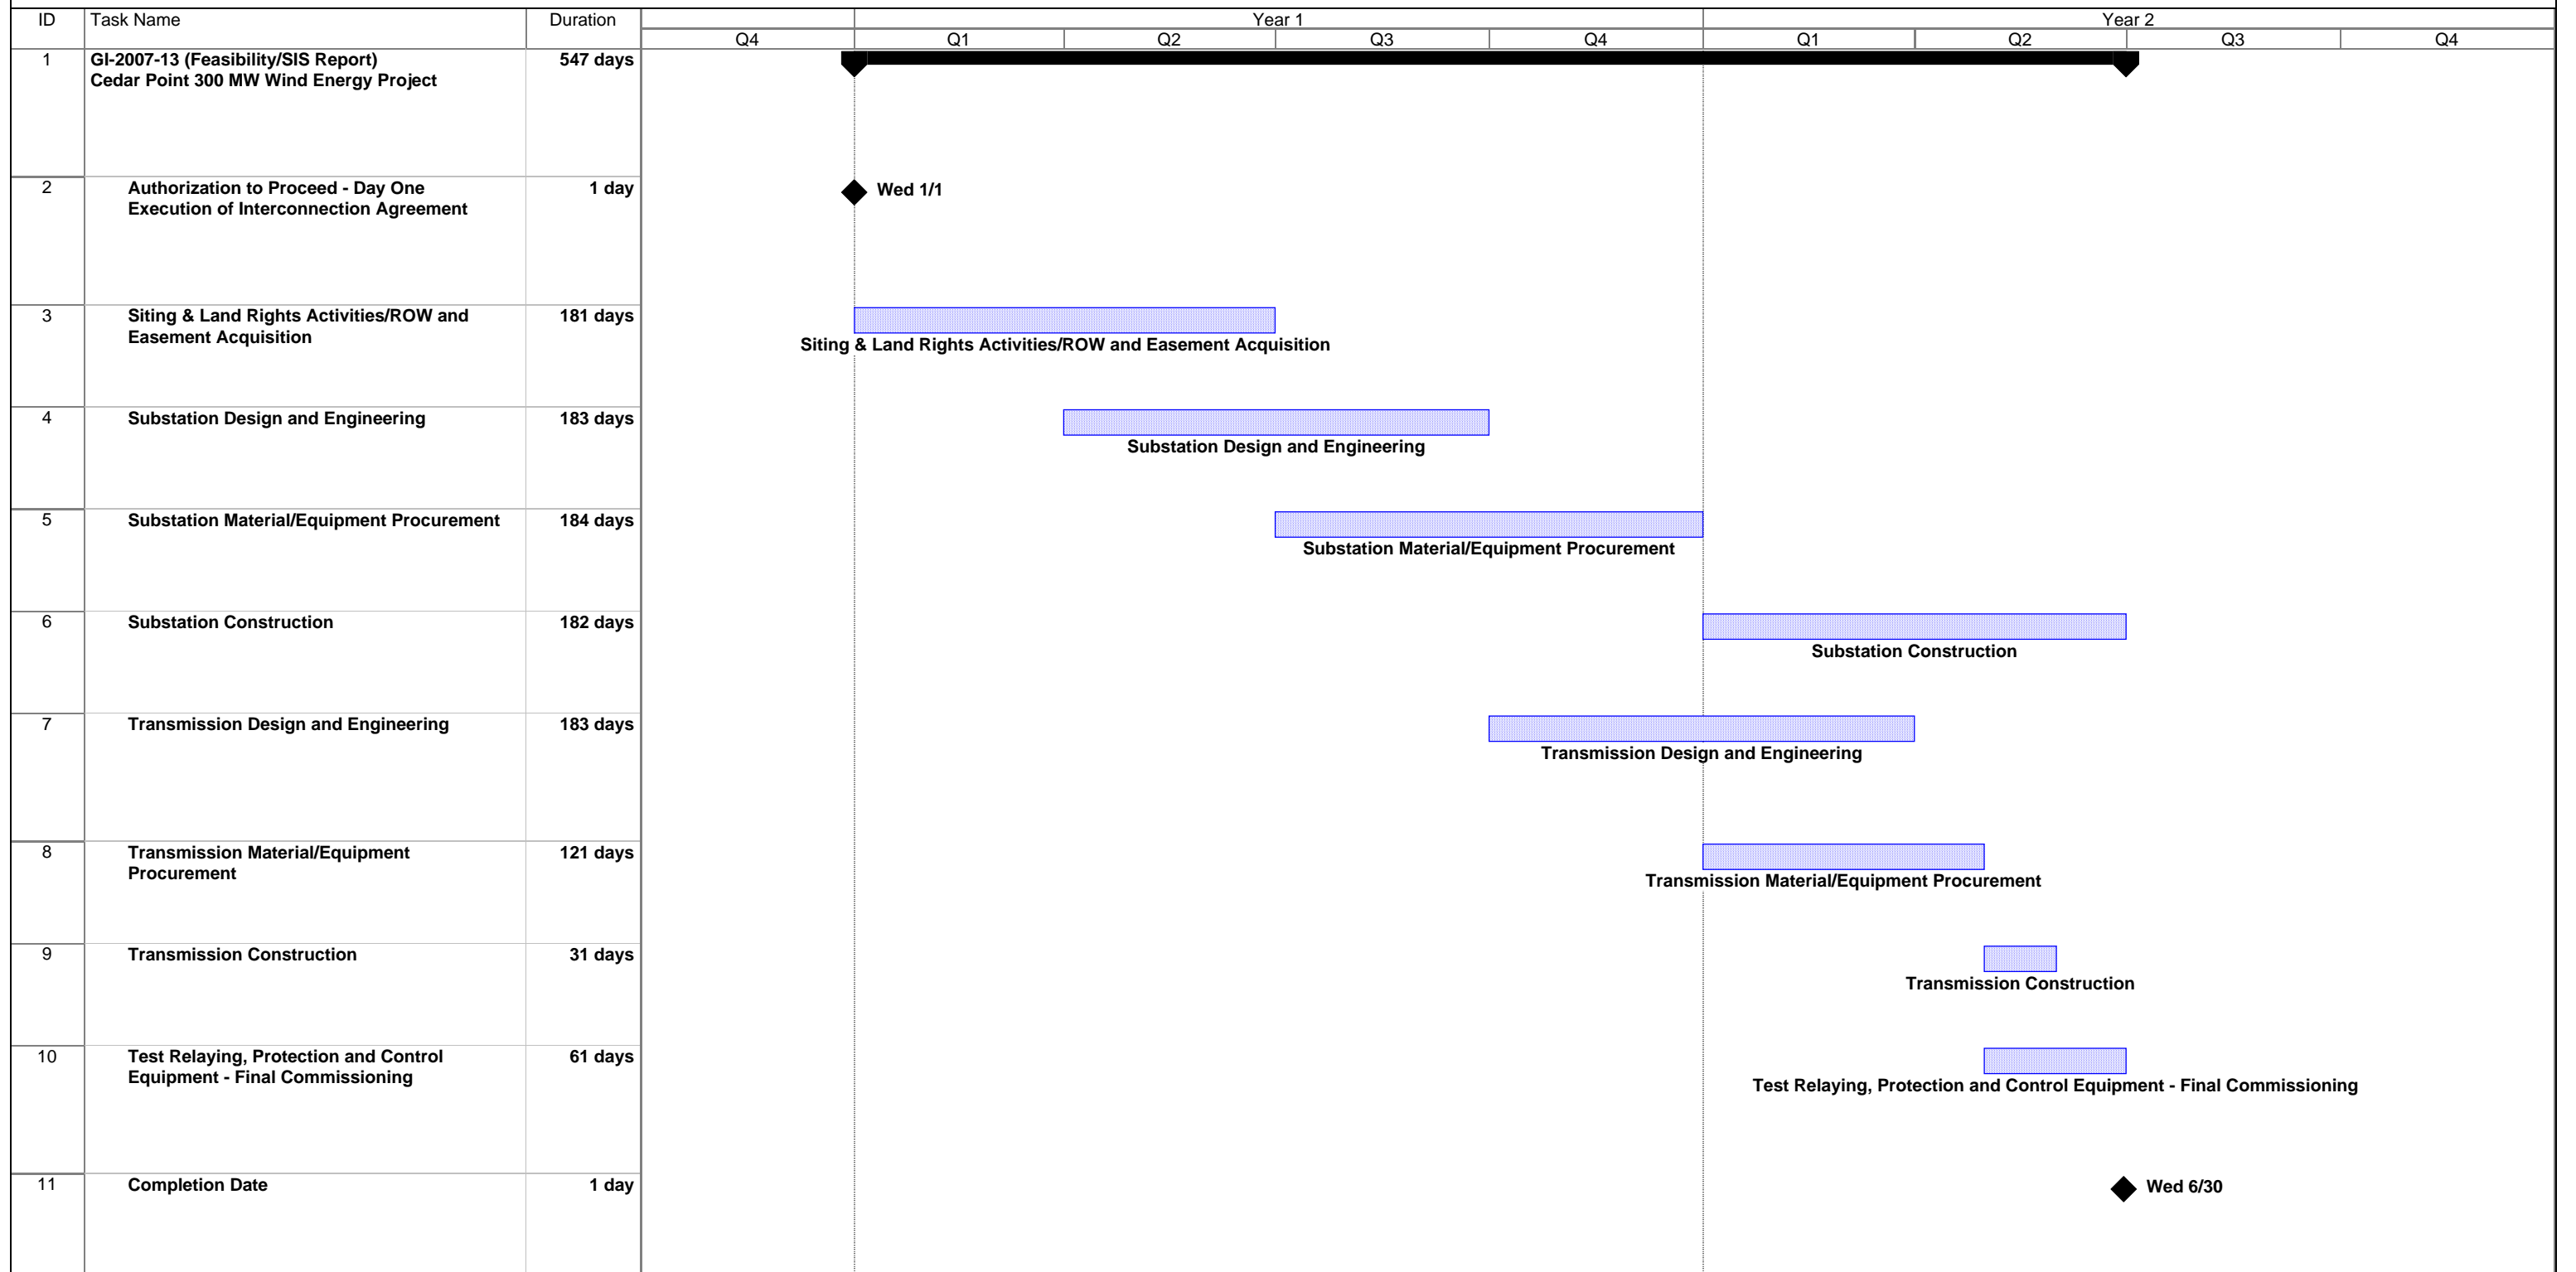 ID Task Name Duration Year 1 Year 2
Q4 Q1 Q2 Q3 Q4 Q1 Q2 Q3 Q4
1 GI-2007-13 (Feasibility/SIS Report) 547 days
Cedar Point 300 MW Wind Energy Project
2 Authorization to Proceed - Day One 1 day Wed 1/1
Execution of Interconnection Agreement
3 Siting & Land Rights Activities/ROW and 181 days
Easement Acquisition
Siting & Land Rights Activities/ROW and Easement Acquisition
4 Substation Design and Engineering 183 days
Substation Design and Engineering
5 Substation Material/Equipment Procurement 184 days
Substation Material/Equipment Procurement
6 Substation Construction 182 days
Substation Construction
7 Transmission Design and Engineering 183 days
Transmission Design and Engineering
8 Transmission Material/Equipment 121 days
Procurement
Transmission Material/Equipment Procurement
9 Transmission Construction 31 days
Transmission Construction
10 Test Relaying, Protection and Control 61 days
Equipment - Final Commissioning
Test Relaying, Protection and Control Equipment - Final Commissioning
11 Completion Date 1 day Wed 6/30